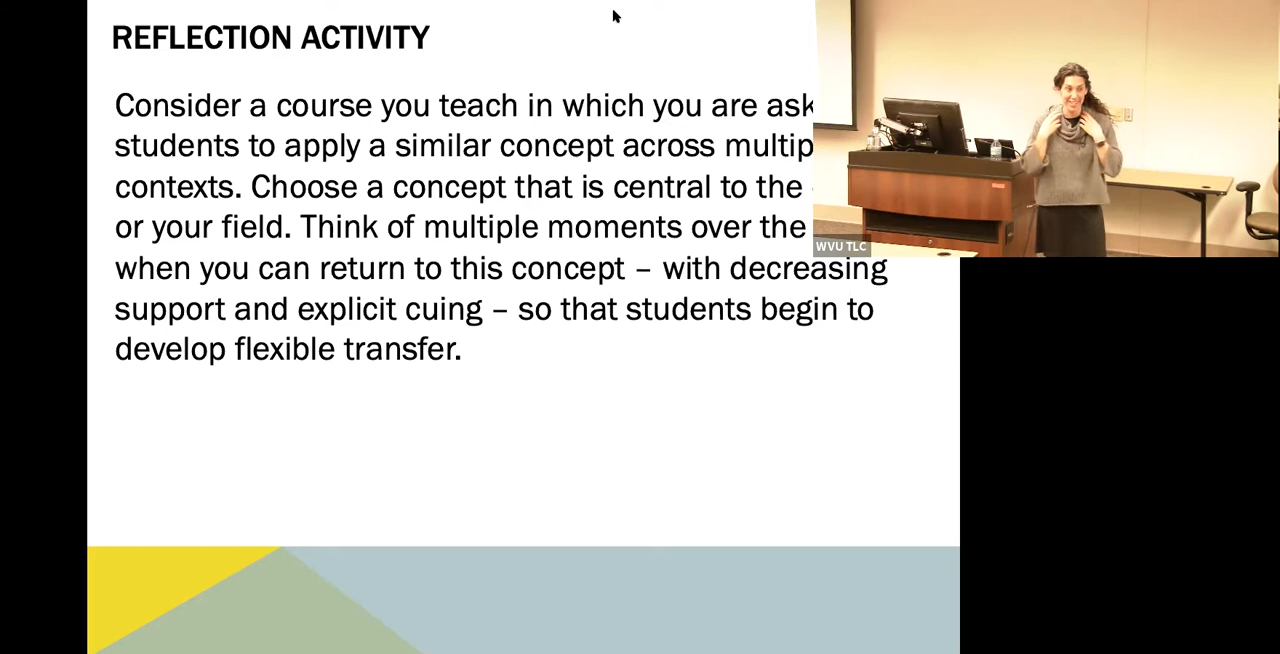 REFLECTION ACTIVITY
Consider a course you teach in which you are ask
students to apply a similar concept across multip
contexts. Choose a concept that is central to the
or your field. Think of multiple moments over the
when you can return to this concept – with decreasing
support and explicit cuing – so that students begin to
develop flexible transfer.
WVU TLC